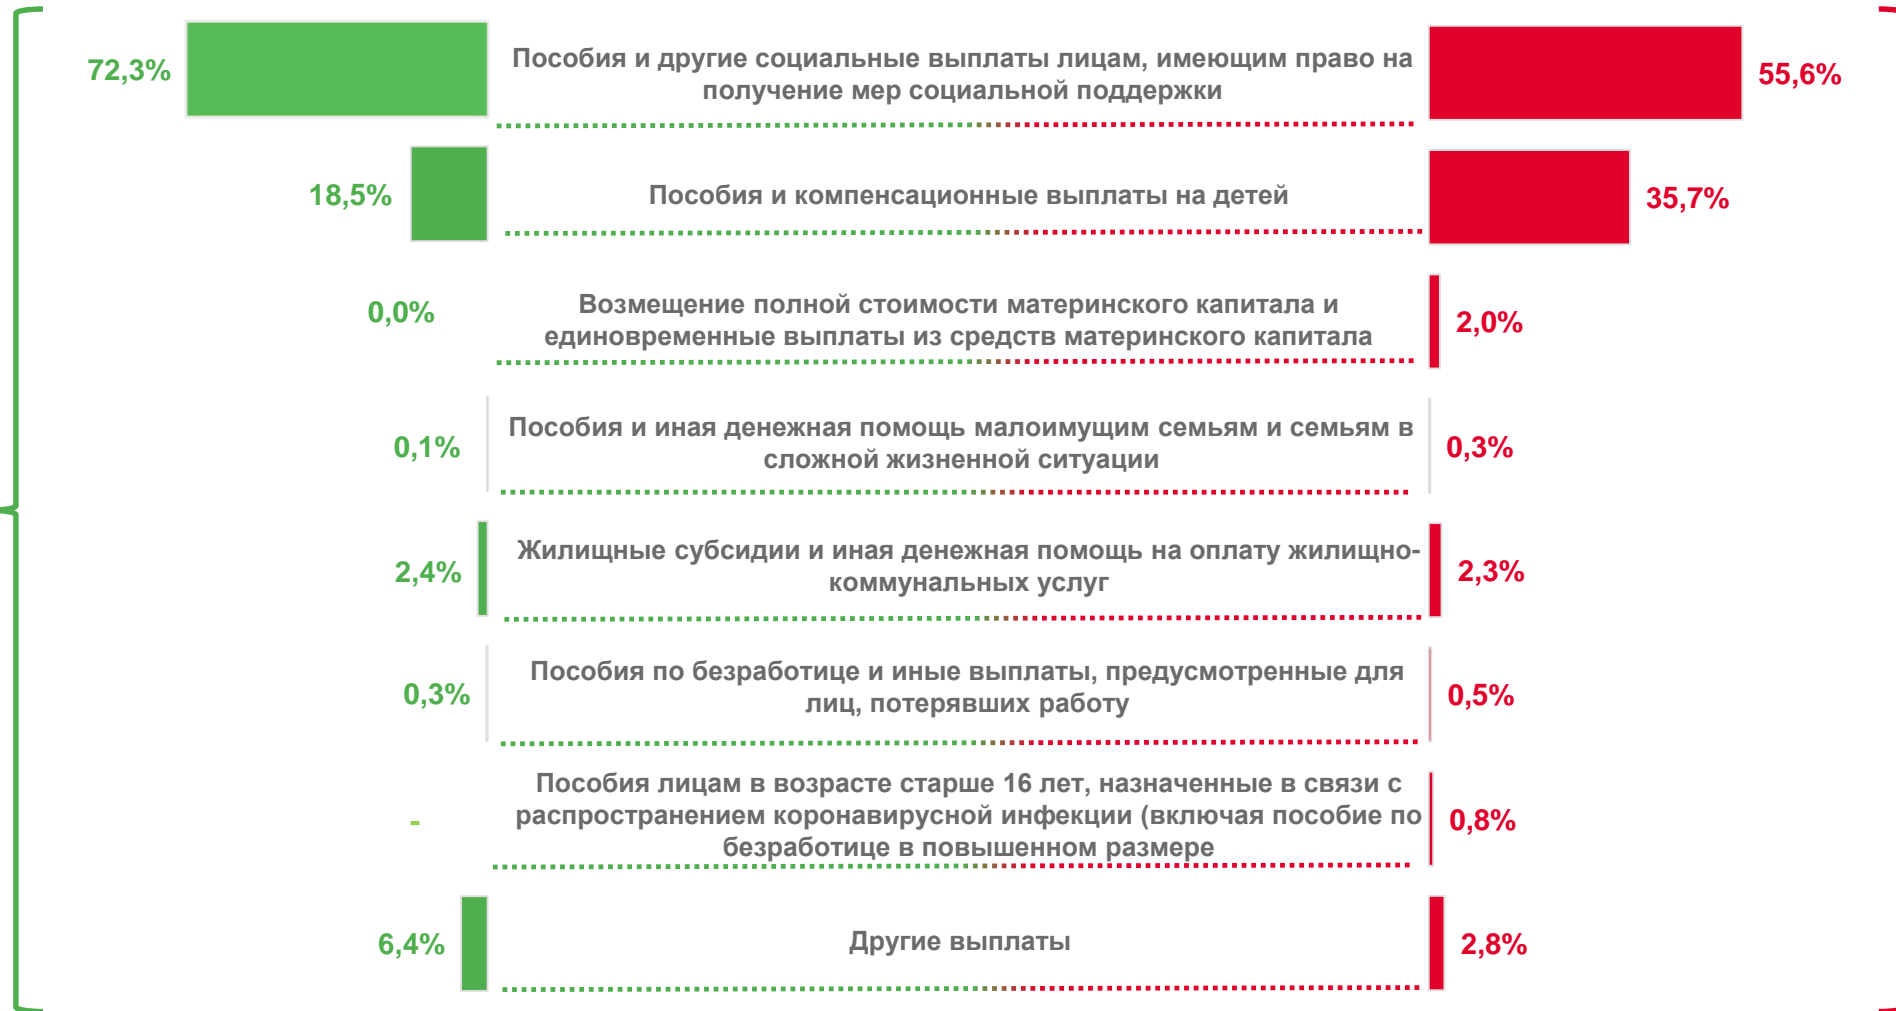 72,3%
Пособия и другие социальные выплаты лицам, имеющим право на
получение мер социальной поддержки
55,6%
18,5%
Пособия и компенсационные выплаты на детей
35,7%
0,0%
Возмещение полной стоимости материнского капитала и
единовременные выплаты из средств материнского капитала
2,0%
0,1%
Пособия и иная денежная помощь малоимущим семьям и семьям в
сложной жизненной ситуации
0,3%
2,4%
Жилищные субсидии и иная денежная помощь на оплату жилищно-
коммунальных услуг
2,3%
0,3%
Пособия по безработице и иные выплаты, предусмотренные для
лиц, потерявших работу
0,5%
-
Пособия лицам в возрасте старше 16 лет, назначенные в связи с
распространением коронавирусной инфекции (включая пособие по
безработице в повышенном размере
0,8%
6,4%
Другие выплаты
2,8%